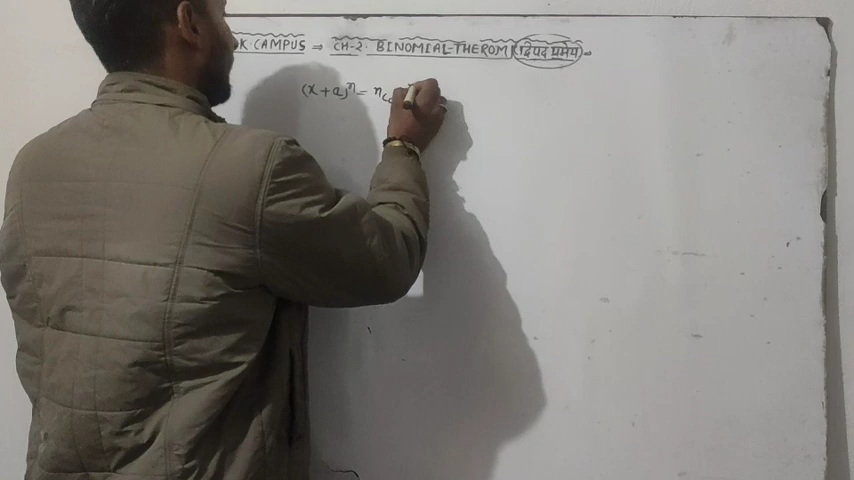 K. CAMPUS ⇒ CH-2. BINOMIAL-THEROM (द्विपद प्रमेय) ⇒
(x+a)ⁿ = ⁿC₀